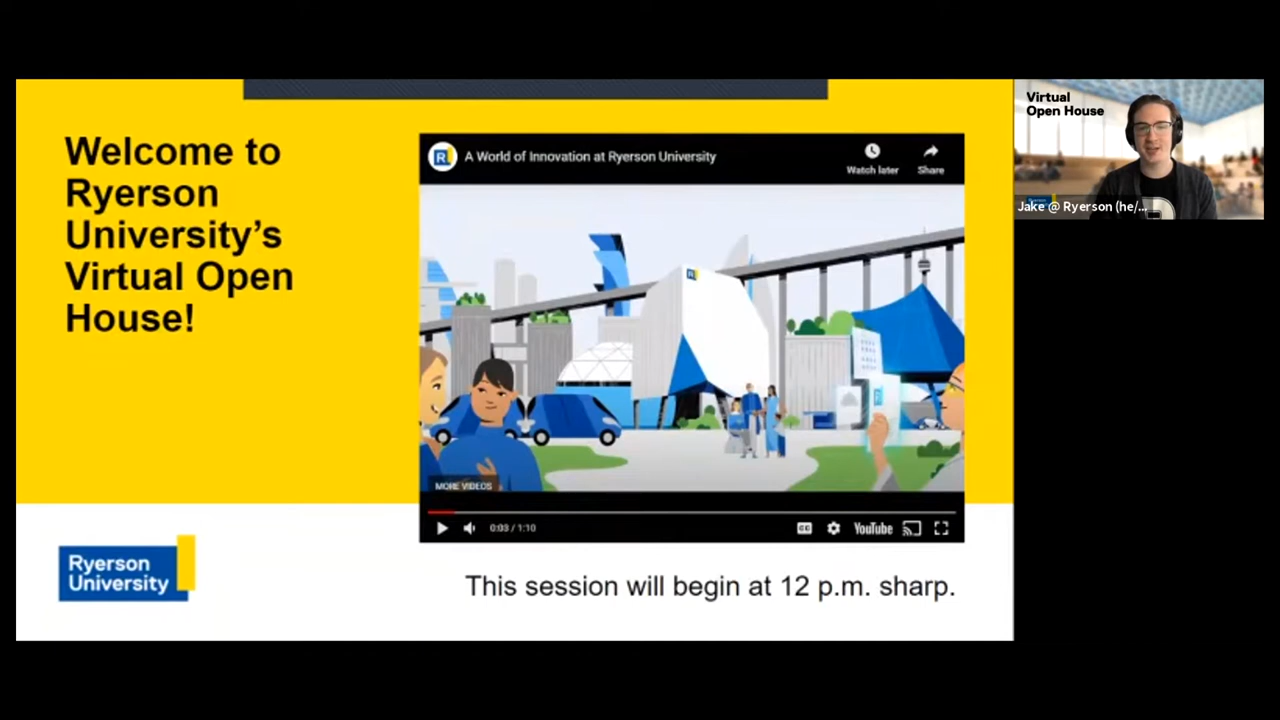 Welcome to
Ryerson
University’s
Virtual Open
House!
A World of Innovation at Ryerson University
Watch later
Share
R
MORE VIDEOS
0:03 / 1:10
CC
YouTube
Ryerson
University
This session will begin at 12 p.m. sharp.
Virtual
Open House
Jake @ Ryerson (he/...